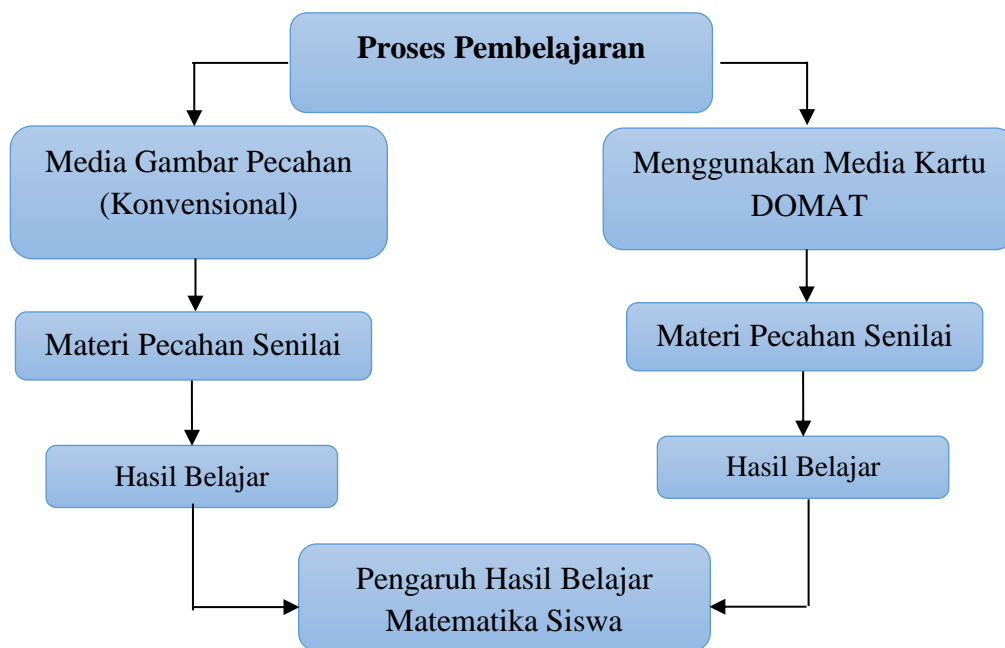 Proses Pembelajaran
Media Gambar Pecahan
(Konvensional)
Menggunakan Media Kartu
DOMAT
Materi Pecahan Senilai
Materi Pecahan Senilai
Hasil Belajar
Hasil Belajar
Pengaruh Hasil Belajar
Matematika Siswa